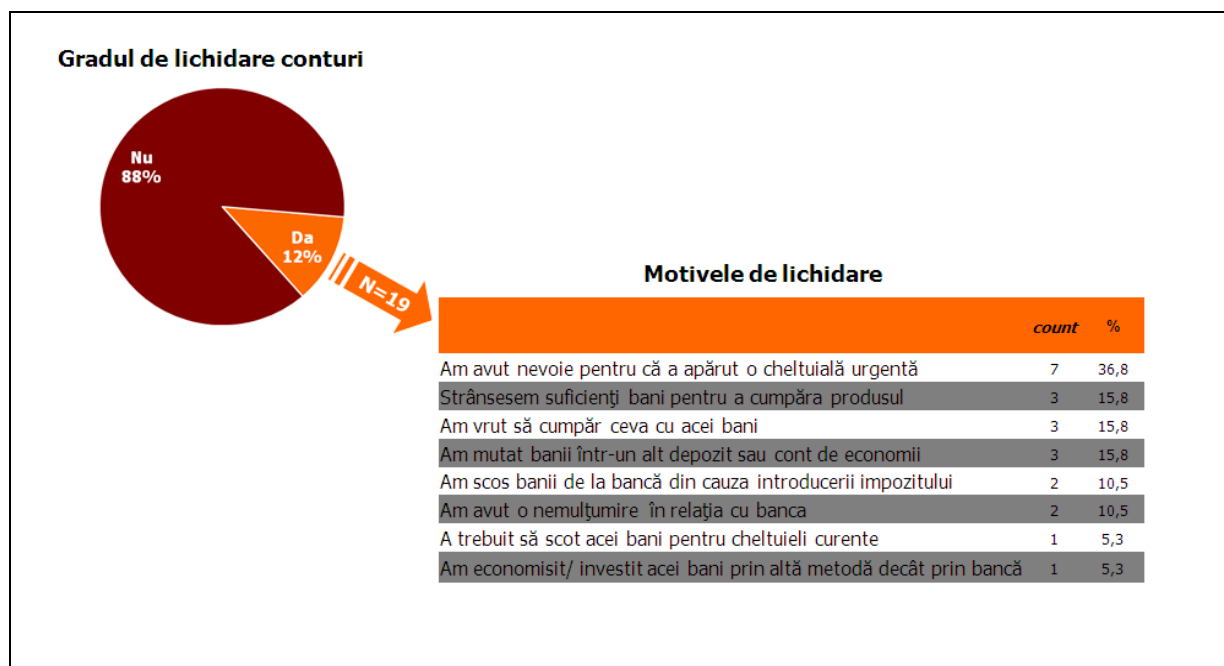 Gradul de lichidare conturi
Nu
88%
Da
12%
N=19
Motivele de lichidare
count %
Am avut nevoie pentru că a apărut o cheltuială urgentă 7 36,8
Strânsesem suficienţi bani pentru a cumpăra produsul 3 15,8
Am vrut să cumpăr ceva cu acei bani 3 15,8
Am mutat banii într-un alt depozit sau cont de economii 3 15,8
Am scos banii de la bancă din cauza introducerii impozitului 2 10,5
Am avut o nemulţumire în relaţia cu banca 2 10,5
A trebuit să scot acei bani pentru cheltuieli curente 1 5,3
Am economisit/ investit acei bani prin altă metodă decât prin bancă 1 5,3